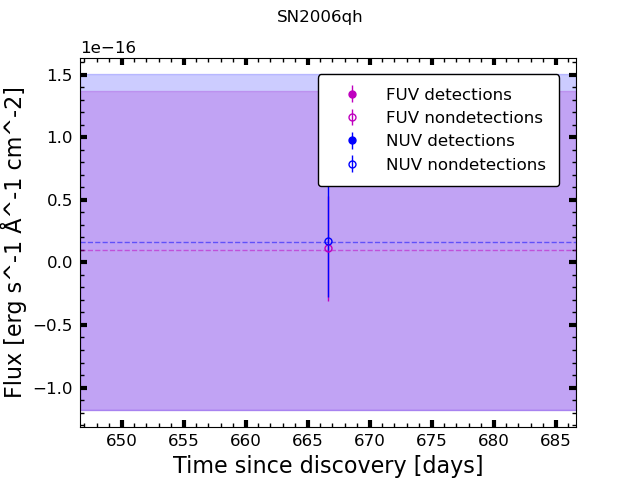 SN2006qh
1e−16
1.5
1.0
0.5
0.0
−0.5
−1.0
Flux [erg s^-1 Å^-1 cm^-2]
FUV detections
FUV nondetections
NUV detections
NUV nondetections
650 655 660 665 670 675 680 685
Time since discovery [days]